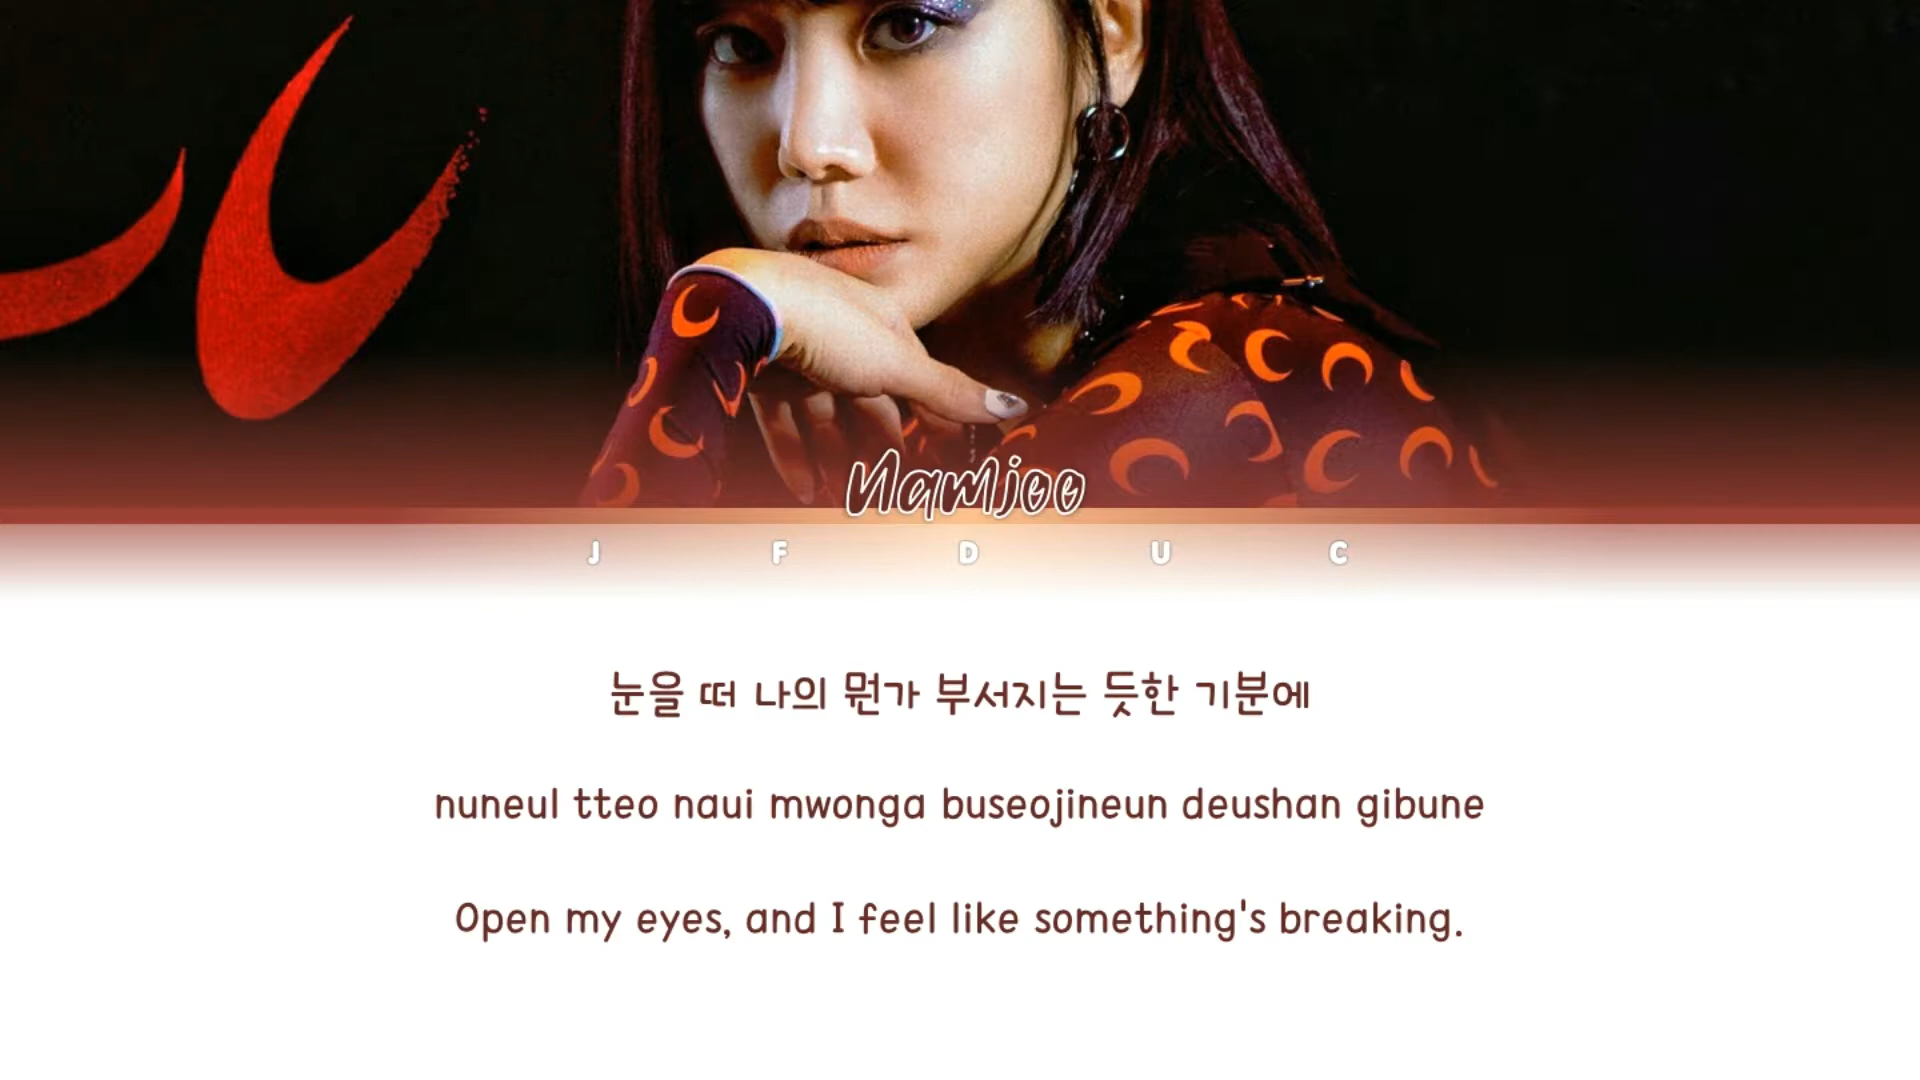 Namjoo
J F D U C
눈을 떠 나의 뭔가 부서지는 듯한 기분에
nuneul tteo naui mwonga buseojineun deushan gibune
Open my eyes, and I feel like something's breaking.